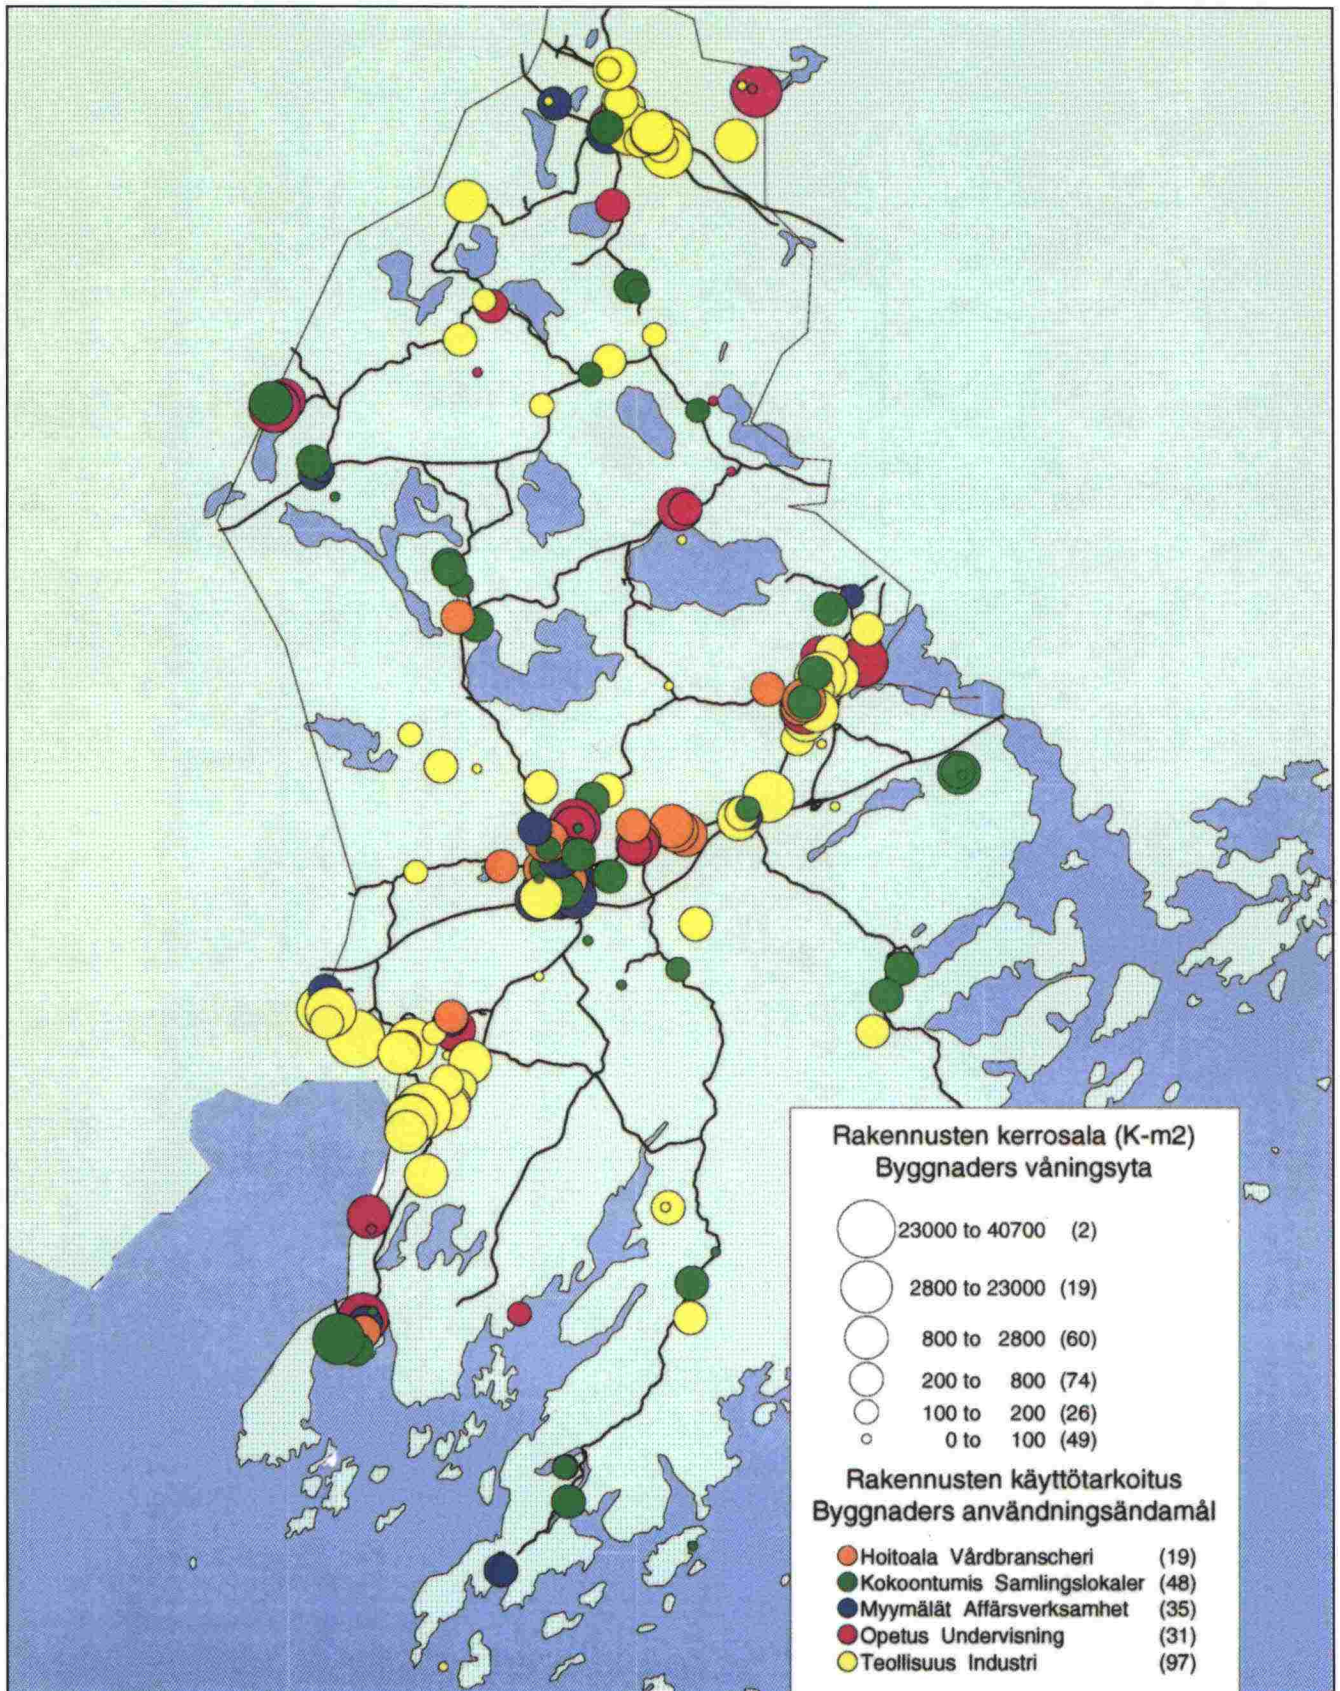 Rakennusten kerrosala (K-m2)
Byggnaders våningsyta
23000 to 40700 (2)
2800 to 23000 (19)
800 to 2800 (60)
200 to 800 (74)
100 to 200 (26)
0 to 100 (49)
Rakennusten käyttötarkoitus
Byggnaders användningsändamål
Hoitoala Vårdbranscheri (19)
Kokoontumis Samlingslokaler (48)
Myymälät Affärsverksamhet (35)
Opetus Undervisning (31)
Teollisuus Industri (97)